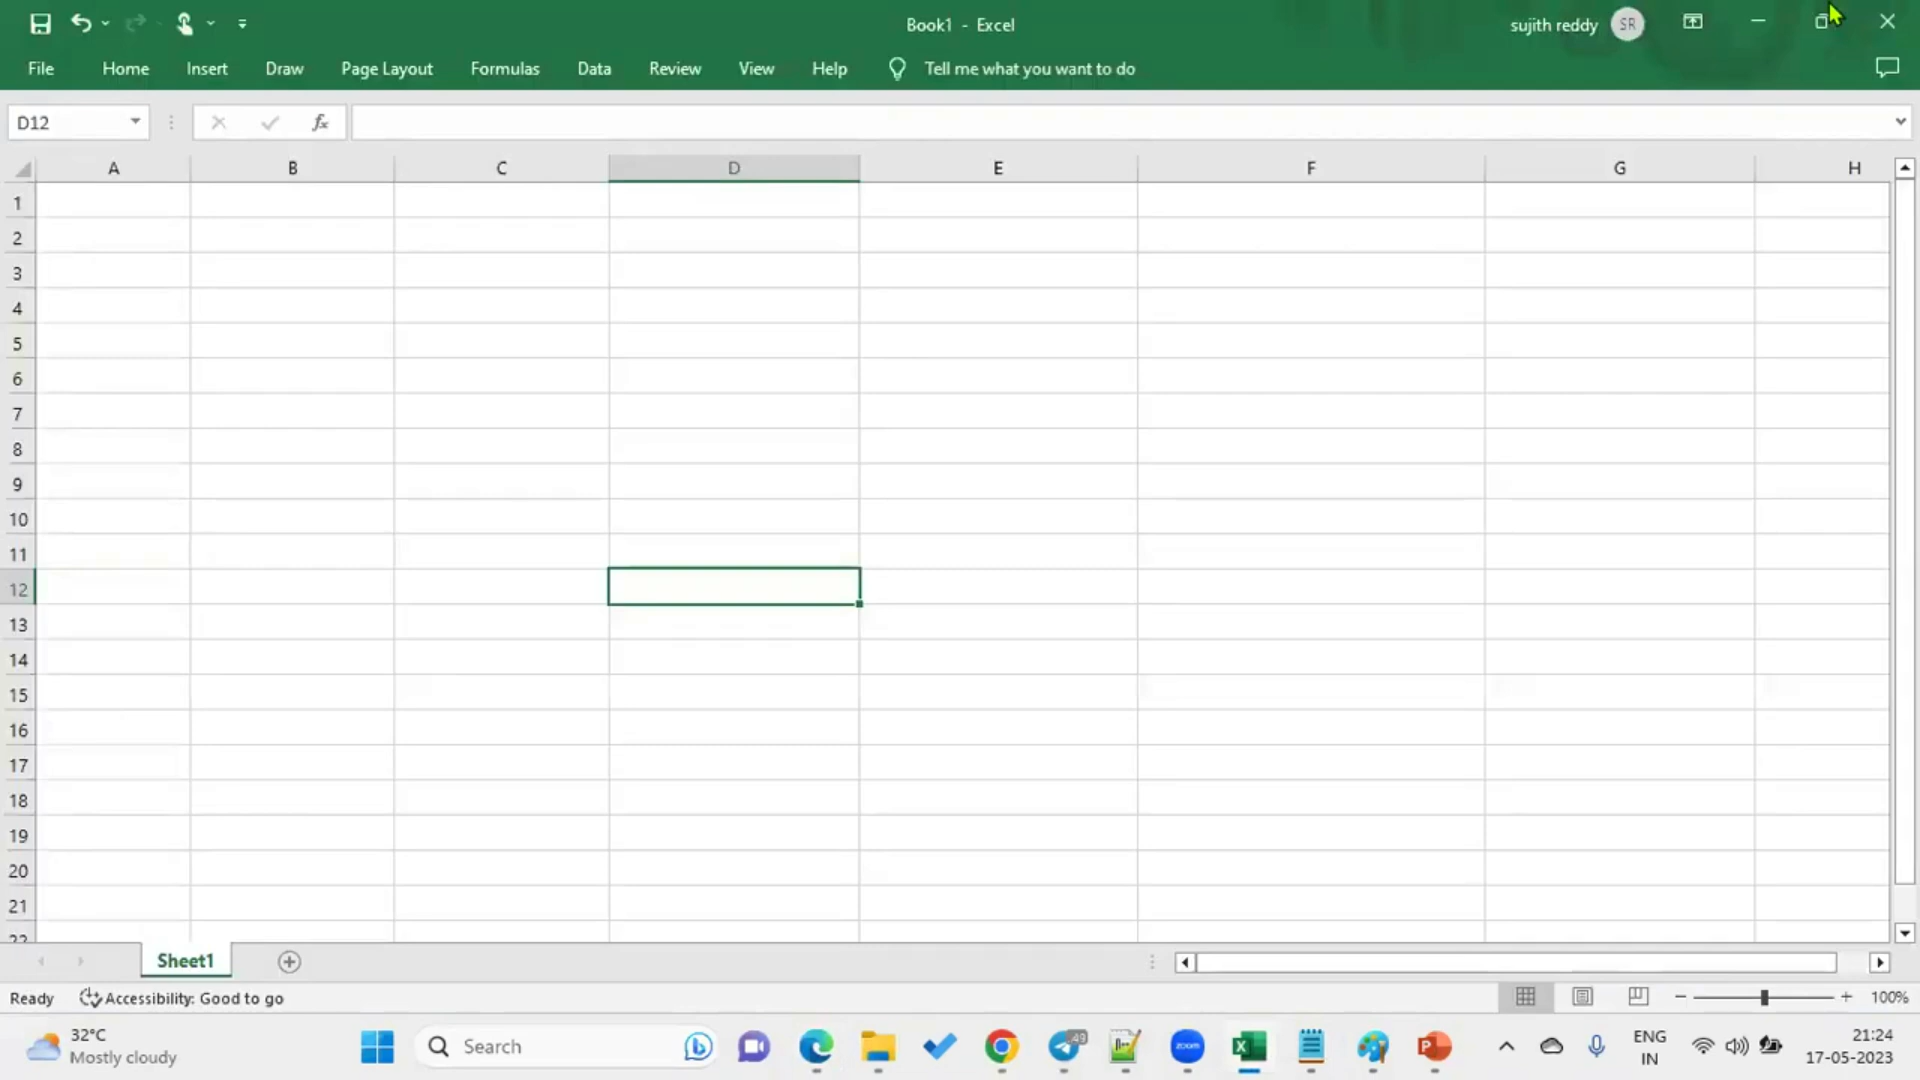 Book1 - Excel
sujith reddy SR
File Home Insert Draw Page Layout Formulas Data Review View Help Tell me what you want to do
D12 fx
A B C D E F G H
1
2
3
4
5
6
7
8
9
10
11
12
13
14
15
16
17
18
19
20
21
22
Sheet1
Ready Accessibility: Good to go 100%
32°C
Mostly cloudy
Search
49
zoom
ENG
IN
21:24
17-05-2023